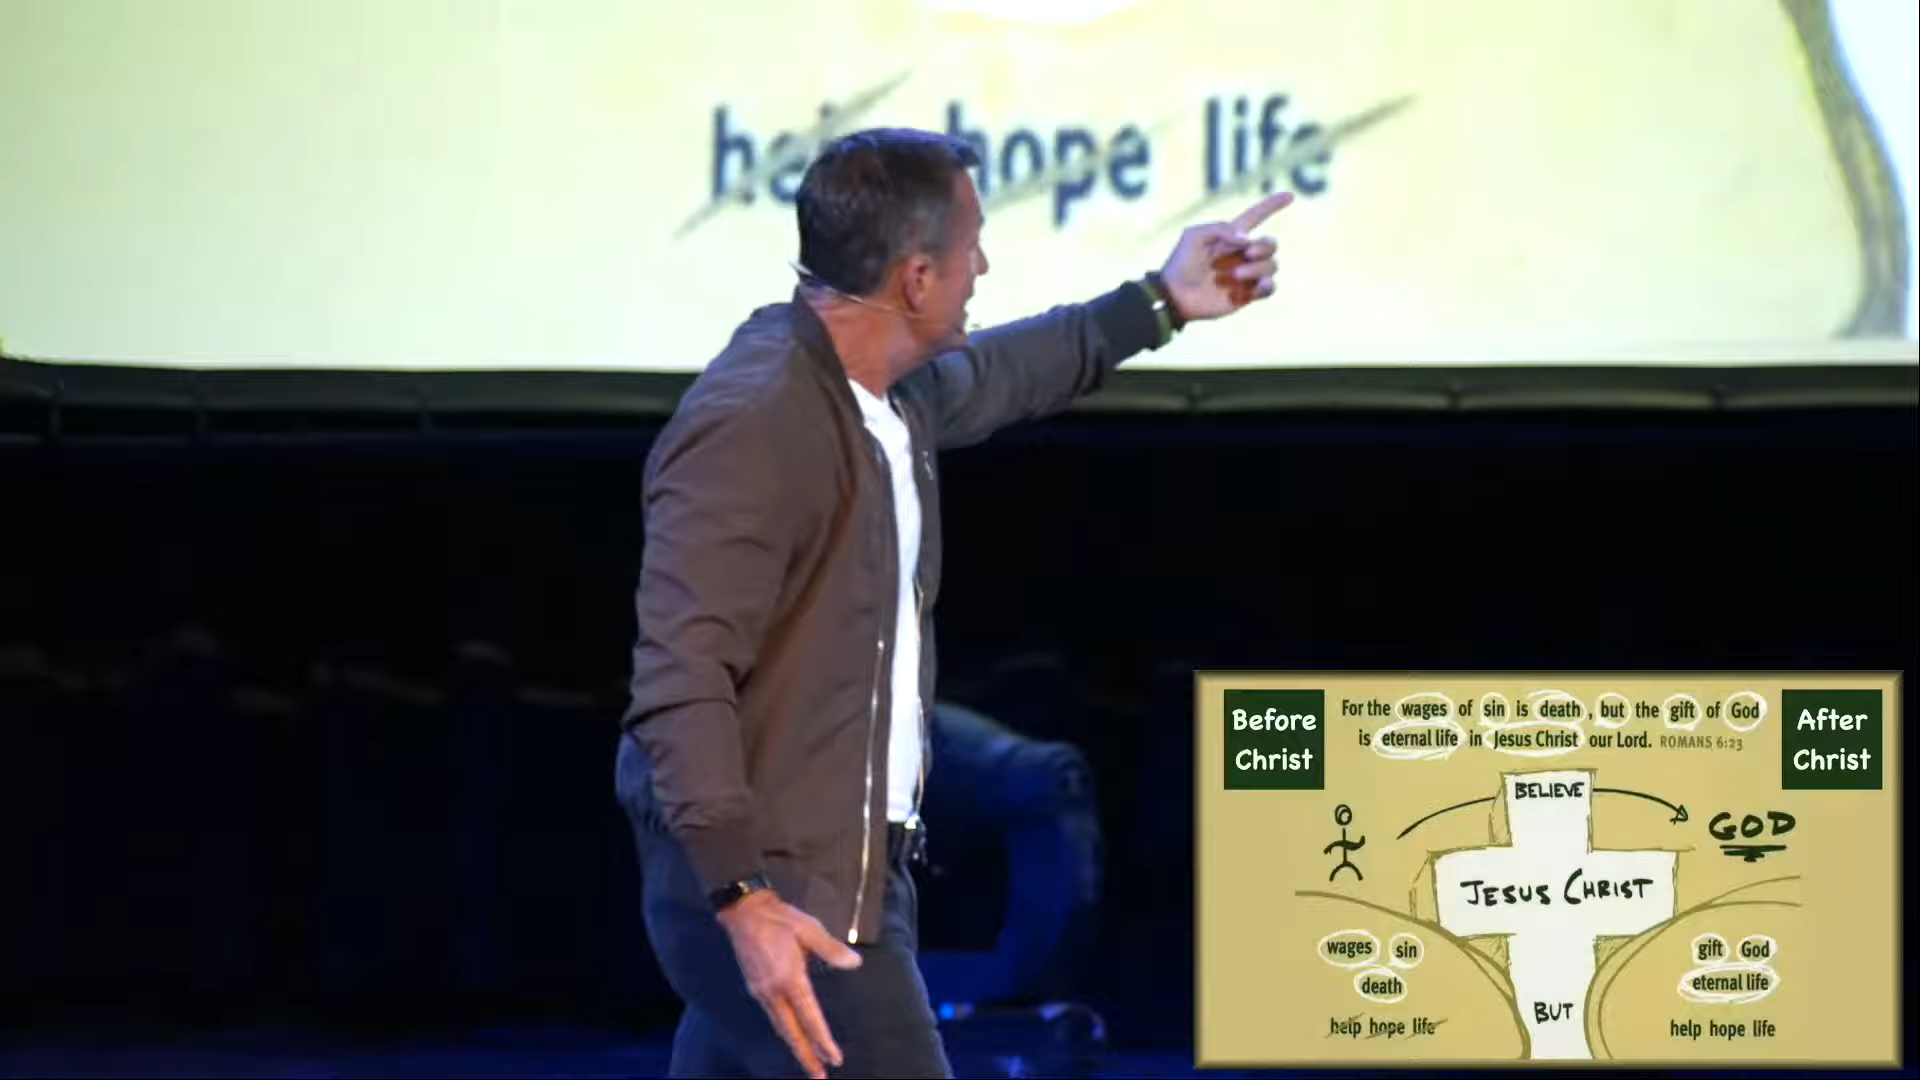 help hope life
Before
Christ
For the wages of sin is death, but the gift of God
is eternal life in Jesus Christ our Lord. ROMANS 6:23
After
Christ
BELIEVE
GOD
JESUS CHRIST
wages sin
death
gift God
eternal life
BUT
help hope life
help hope life